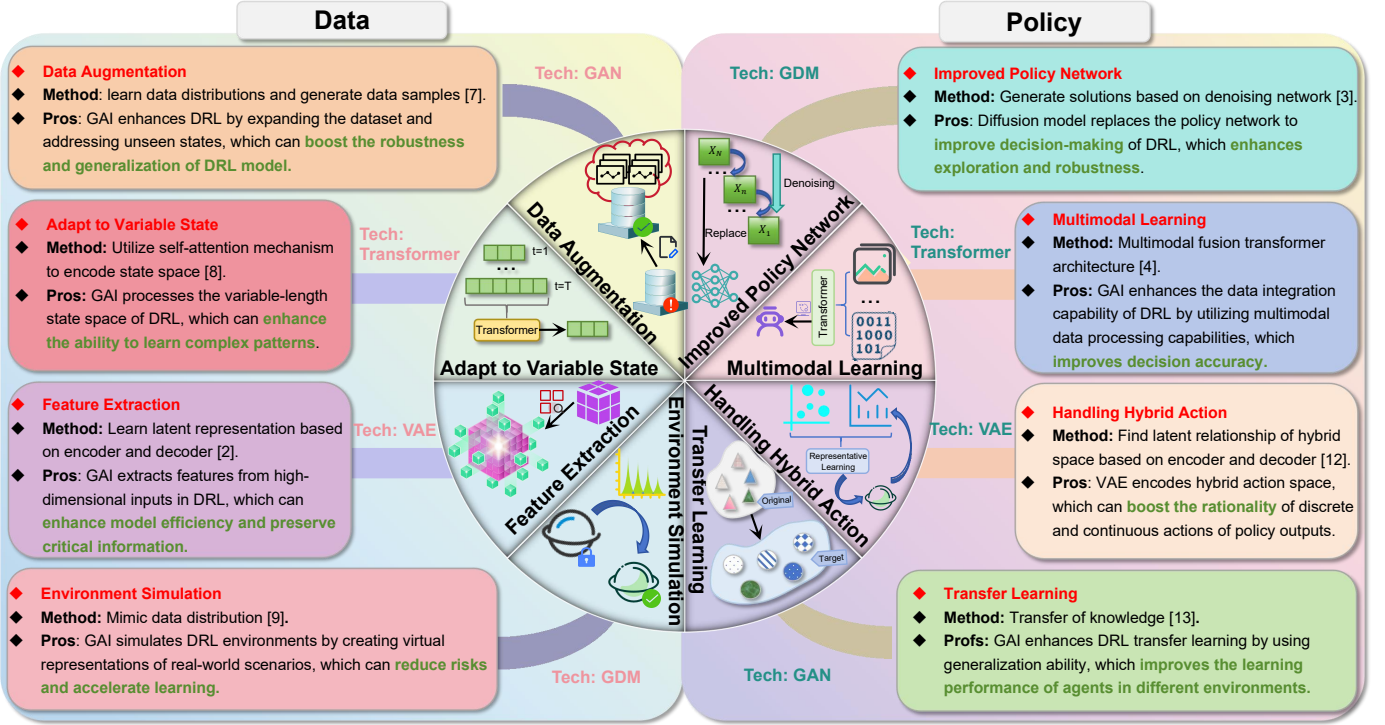 Data
Data Augmentation
Method: learn data distributions and generate data samples [7].
Pros: GAI enhances DRL by expanding the dataset and
addressing unseen states, which can boost the robustness
and generalization of DRL model.
Tech: GAN
Adapt to Variable State
Method: Utilize self-attention mechanism
to encode state space [8].
Pros: GAI processes the variable-length
state space of DRL, which can enhance
the ability to learn complex patterns.
Tech:
Transformer
Feature Extraction
Method: Learn latent representation based
on encoder and decoder [2].
Pros: GAI extracts features from high-
dimensional inputs in DRL, which can
enhance model efficiency and preserve
critical information.
Tech: VAE
Environment Simulation
Method: Mimic data distribution [9].
Pros: GAI simulates DRL environments by creating virtual
representations of real-world scenarios, which can reduce risks
and accelerate learning.
Tech: GDM
Data Augmentation
t=1
...
t=T
Transformer
Adapt to Variable State
Feature Extraction
Environment Simulation
Policy
Tech: GDM
Improved Policy Network
Method: Generate solutions based on denoising network [3].
Pros: Diffusion model replaces the policy network to
improve decision-making of DRL, which enhances
exploration and robustness.
Tech:
Transformer
Multimodal Learning
Method: Multimodal fusion transformer
architecture [4].
Pros: GAI enhances the data integration
capability of DRL by utilizing multimodal
data processing capabilities, which
improves decision accuracy.
Tech: VAE
Handling Hybrid Action
Method: Find latent relationship of hybrid
space based on encoder and decoder [12].
Pros: VAE encodes hybrid action space,
which can boost the rationality of discrete
and continuous actions of policy outputs.
Tech: GAN
Transfer Learning
Method: Transfer of knowledge [13].
Profs: GAI enhances DRL transfer learning by using
generalization ability, which improves the learning
performance of agents in different environments.
XN
...
Xn
...
X1
Denoising
Replace
Improved Policy Network
Transformer
...
0011
1000
101
Multimodal Learning
Representative
Learning
Handling Hybrid Action
Original
Target
Transfer Learning